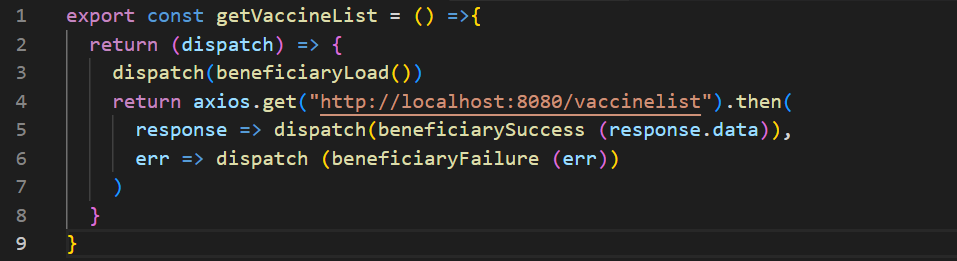 1 export const getVaccineList = () =>{
2 return (dispatch) => {
3 dispatch(beneficiaryLoad())
4 return axios.get("http://localhost:8080/vaccinelist").then(
5 response => dispatch(beneficiarySuccess (response.data)),
6 err => dispatch (beneficiaryFailure (err))
7 )
8 }
9 }